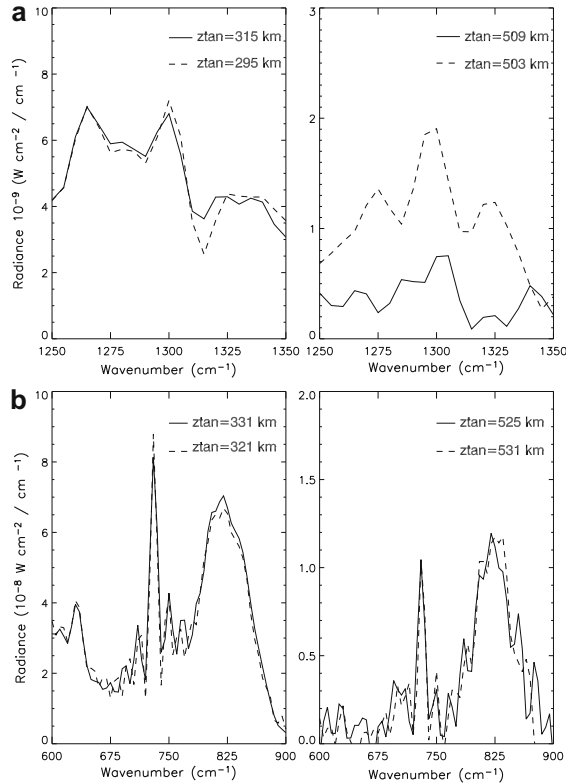 a
ztan=315 km
ztan=295 km
Radiance 10⁻⁹ (W cm⁻² / cm⁻¹)
10
8
6
4
2
0
1250 1275 1300 1325 1350
Wavenumber (cm⁻¹)
ztan=509 km
ztan=503 km
3
2
1
0
1250 1275 1300 1325 1350
Wavenumber (cm⁻¹)
b
ztan=331 km
ztan=321 km
Radiance (10⁻⁸ W cm⁻² / cm⁻¹)
10
8
6
4
2
0
600 675 750 825 900
Wavenumber (cm⁻¹)
ztan=525 km
ztan=531 km
2.0
1.5
1.0
0.5
0.0
600 675 750 825 900
Wavenumber (cm⁻¹)